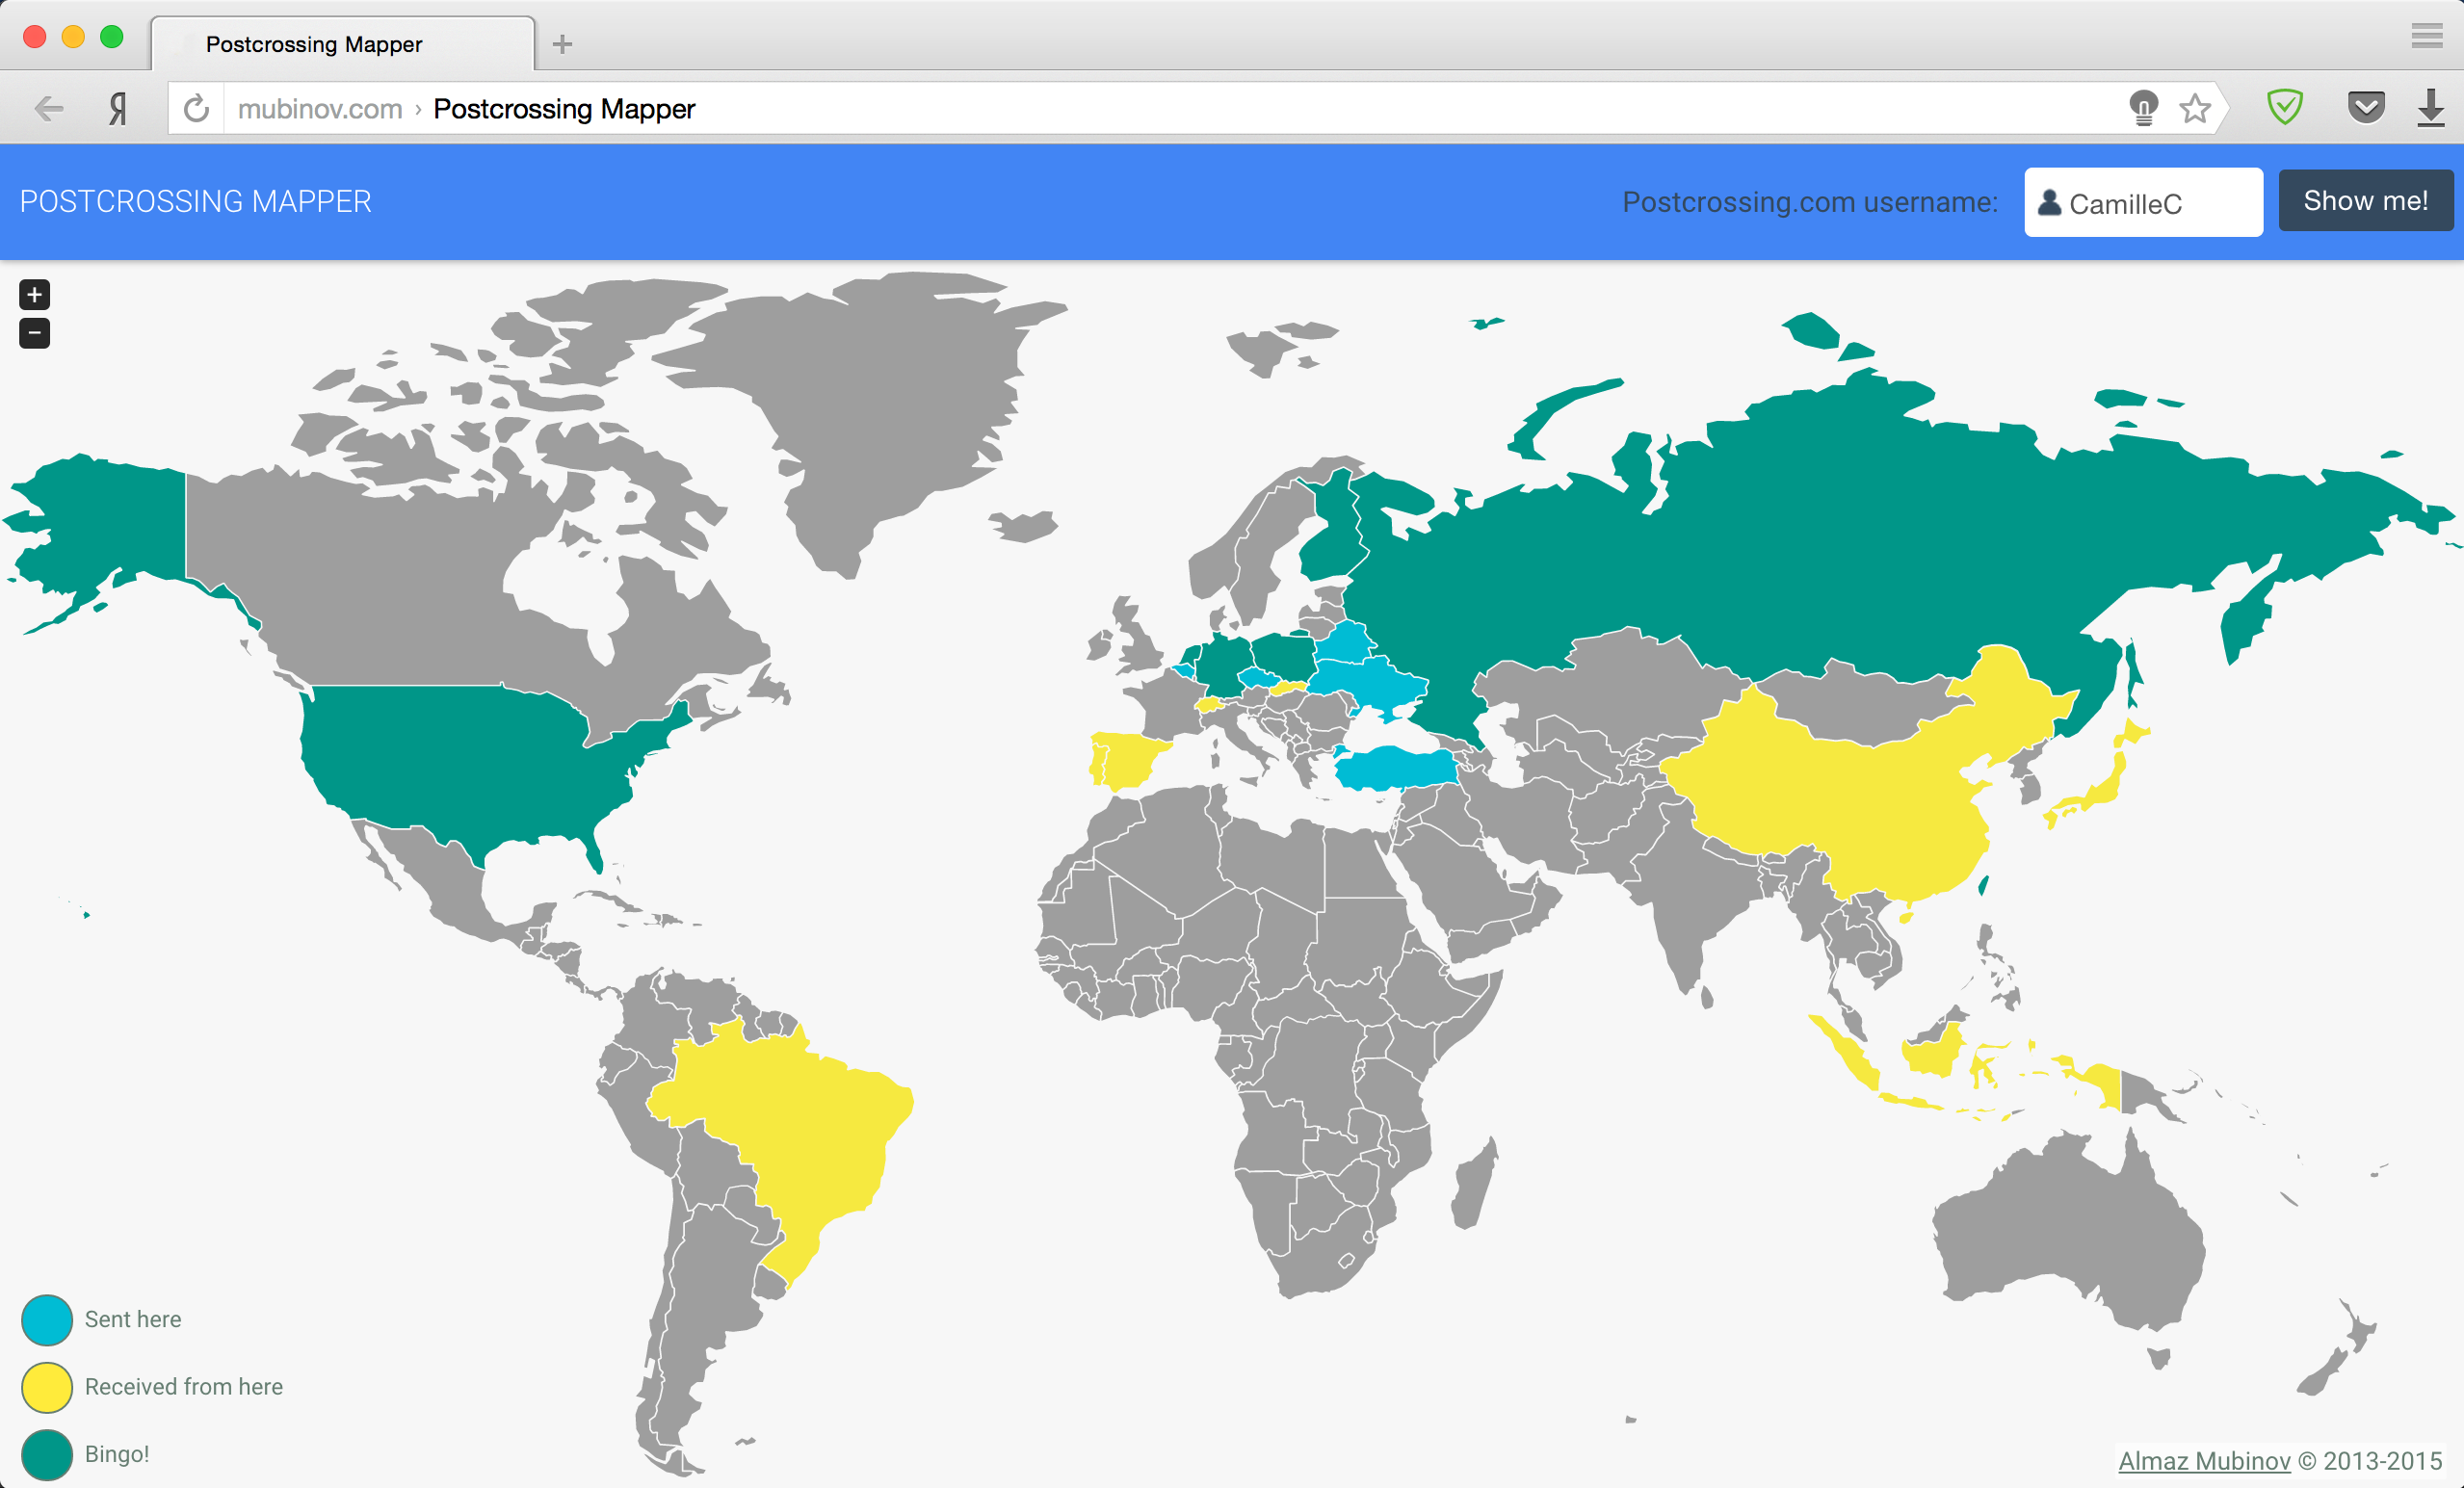 Postcrossing Mapper
Я
mubinov.com › Postcrossing Mapper
POSTCROSSING MAPPER
Postcrossing.com username:
CamilleC
Show me!
+
−
Sent here
Received from here
Bingo!
Almaz Mubinov © 2013-2015